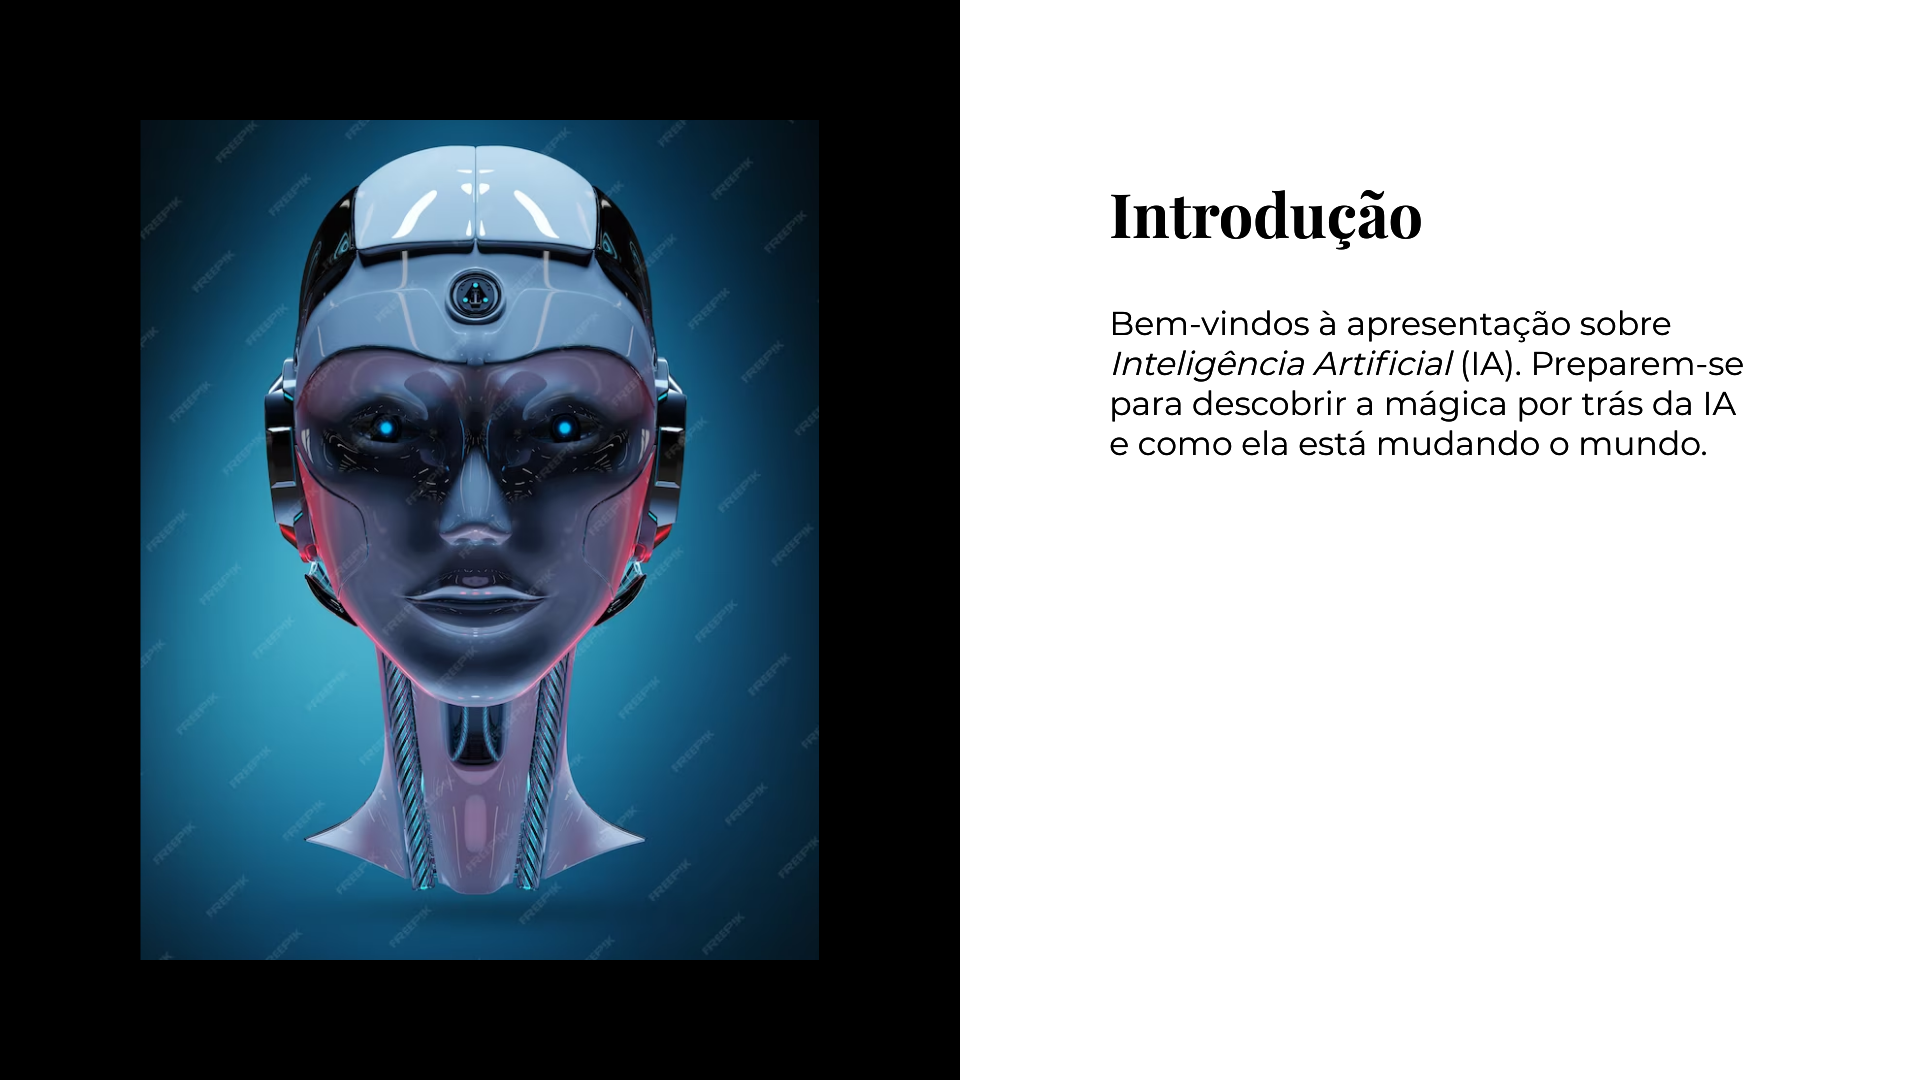 Introdução
Bem-vindos à apresentação sobre
Inteligência Artificial (IA). Preparem-se
para descobrir a mágica por trás da IA
e como ela está mudando o mundo.
FREEPIK